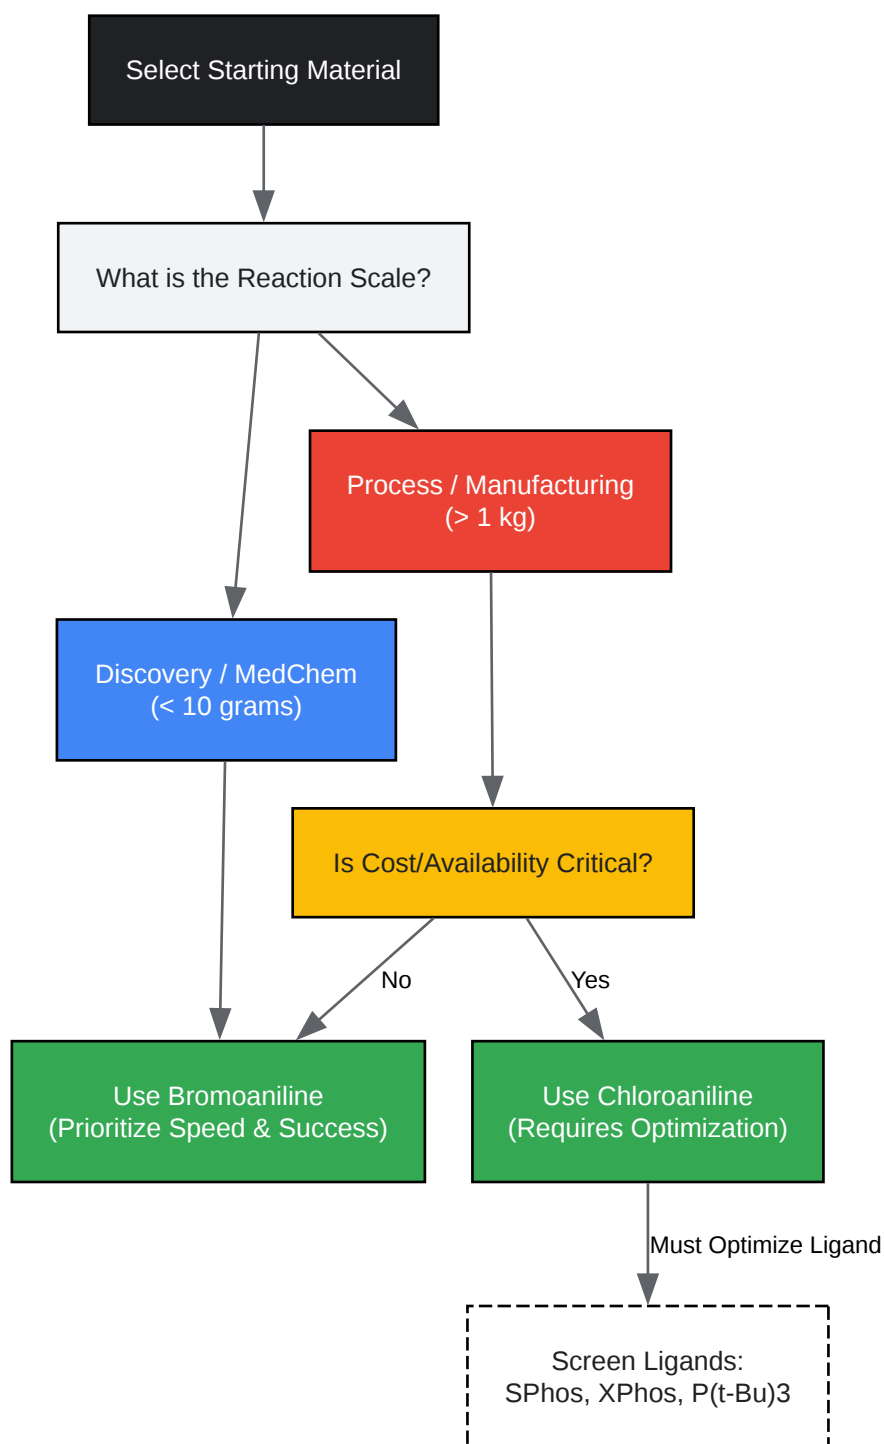 Select Starting Material
What is the Reaction Scale?
Process / Manufacturing
(> 1 kg)
Discovery / MedChem
(< 10 grams)
Is Cost/Availability Critical?
No
Yes
Use Bromoaniline
(Prioritize Speed & Success)
Use Chloroaniline
(Requires Optimization)
Must Optimize Ligand
Screen Ligands:
SPhos, XPhos, P(t-Bu)3